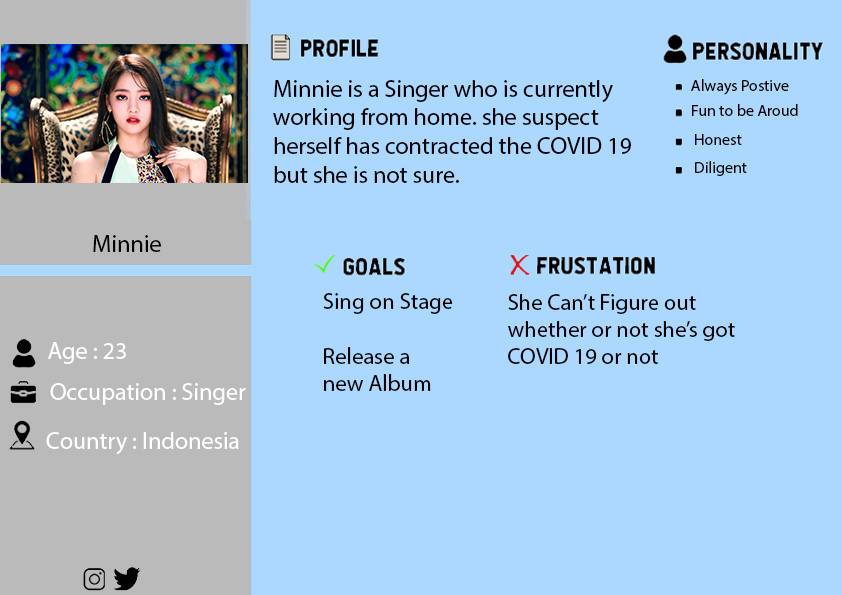 Minnie
Age : 23
Occupation : Singer
Country : Indonesia
PROFILE
Minnie is a Singer who is currently
working from home. she suspect
herself has contracted the COVID 19
but she is not sure.
PERSONALITY
Always Postive
Fun to be Aroud
Honest
Diligent
GOALS
Sing on Stage
Release a
new Album
FRUSTATION
She Can't Figure out
whether or not she's got
COVID 19 or not